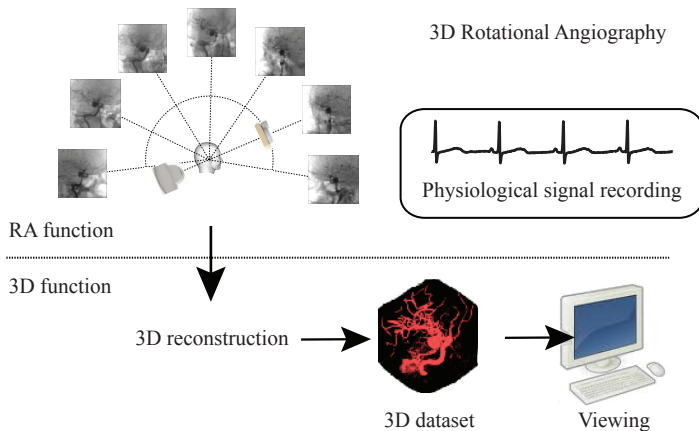 3D Rotational Angiography
Physiological signal recording
RA function
3D function
3D reconstruction
3D dataset
Viewing